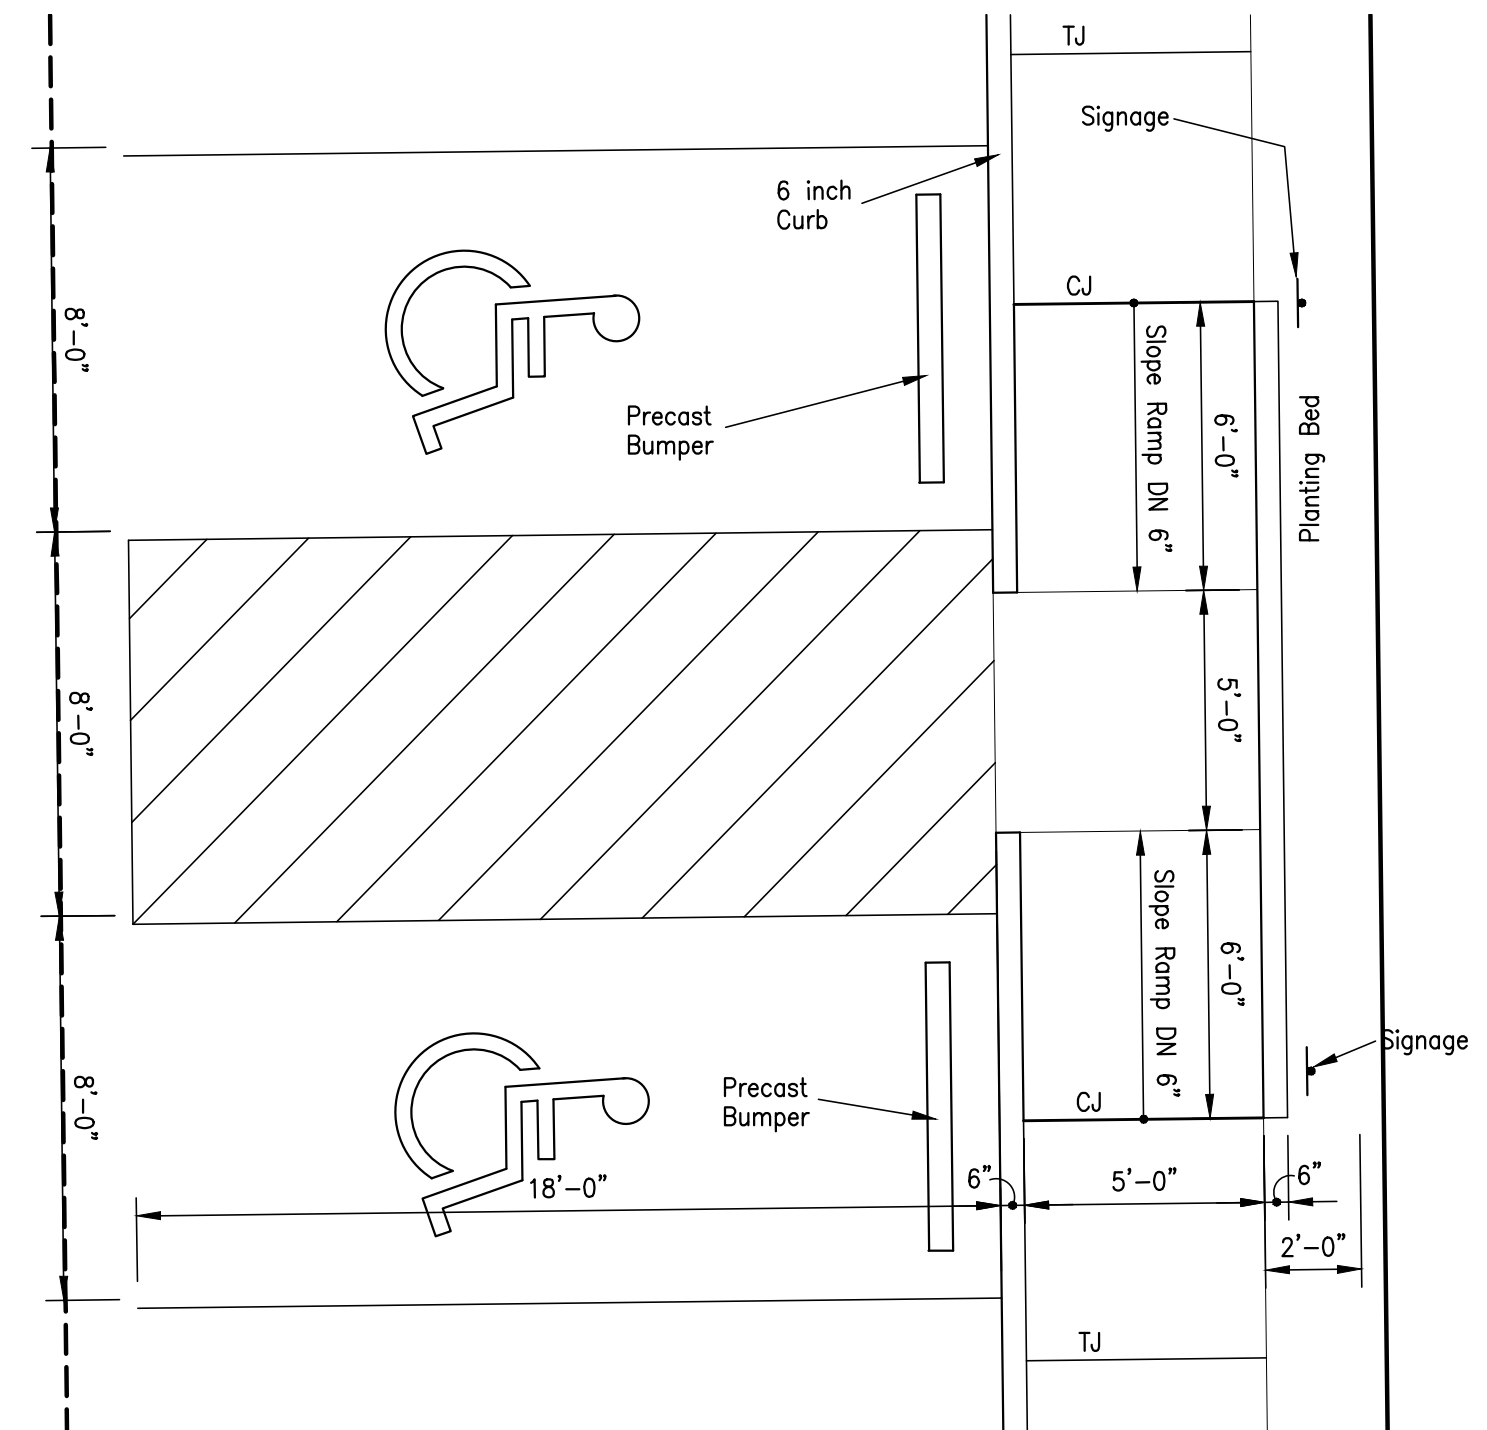 TJ
Signage
6 inch
Curb
CJ
8'-0"
Slope Ramp DN 6"
6'-0"
Planting Bed
Precast
Bumper
8'-0"
5'-0"
Slope Ramp DN 6"
6'-0"
Signage
8'-0"
Precast
Bumper
CJ
18'-0"
6"
5'-0"
6"
2'-0"
TJ